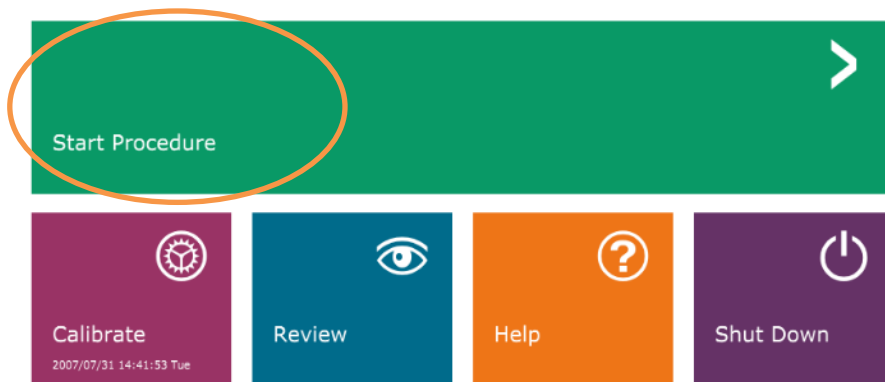 Start Procedure
Calibrate
2007/07/31 14:41:53 Tue
Review
Help
Shut Down